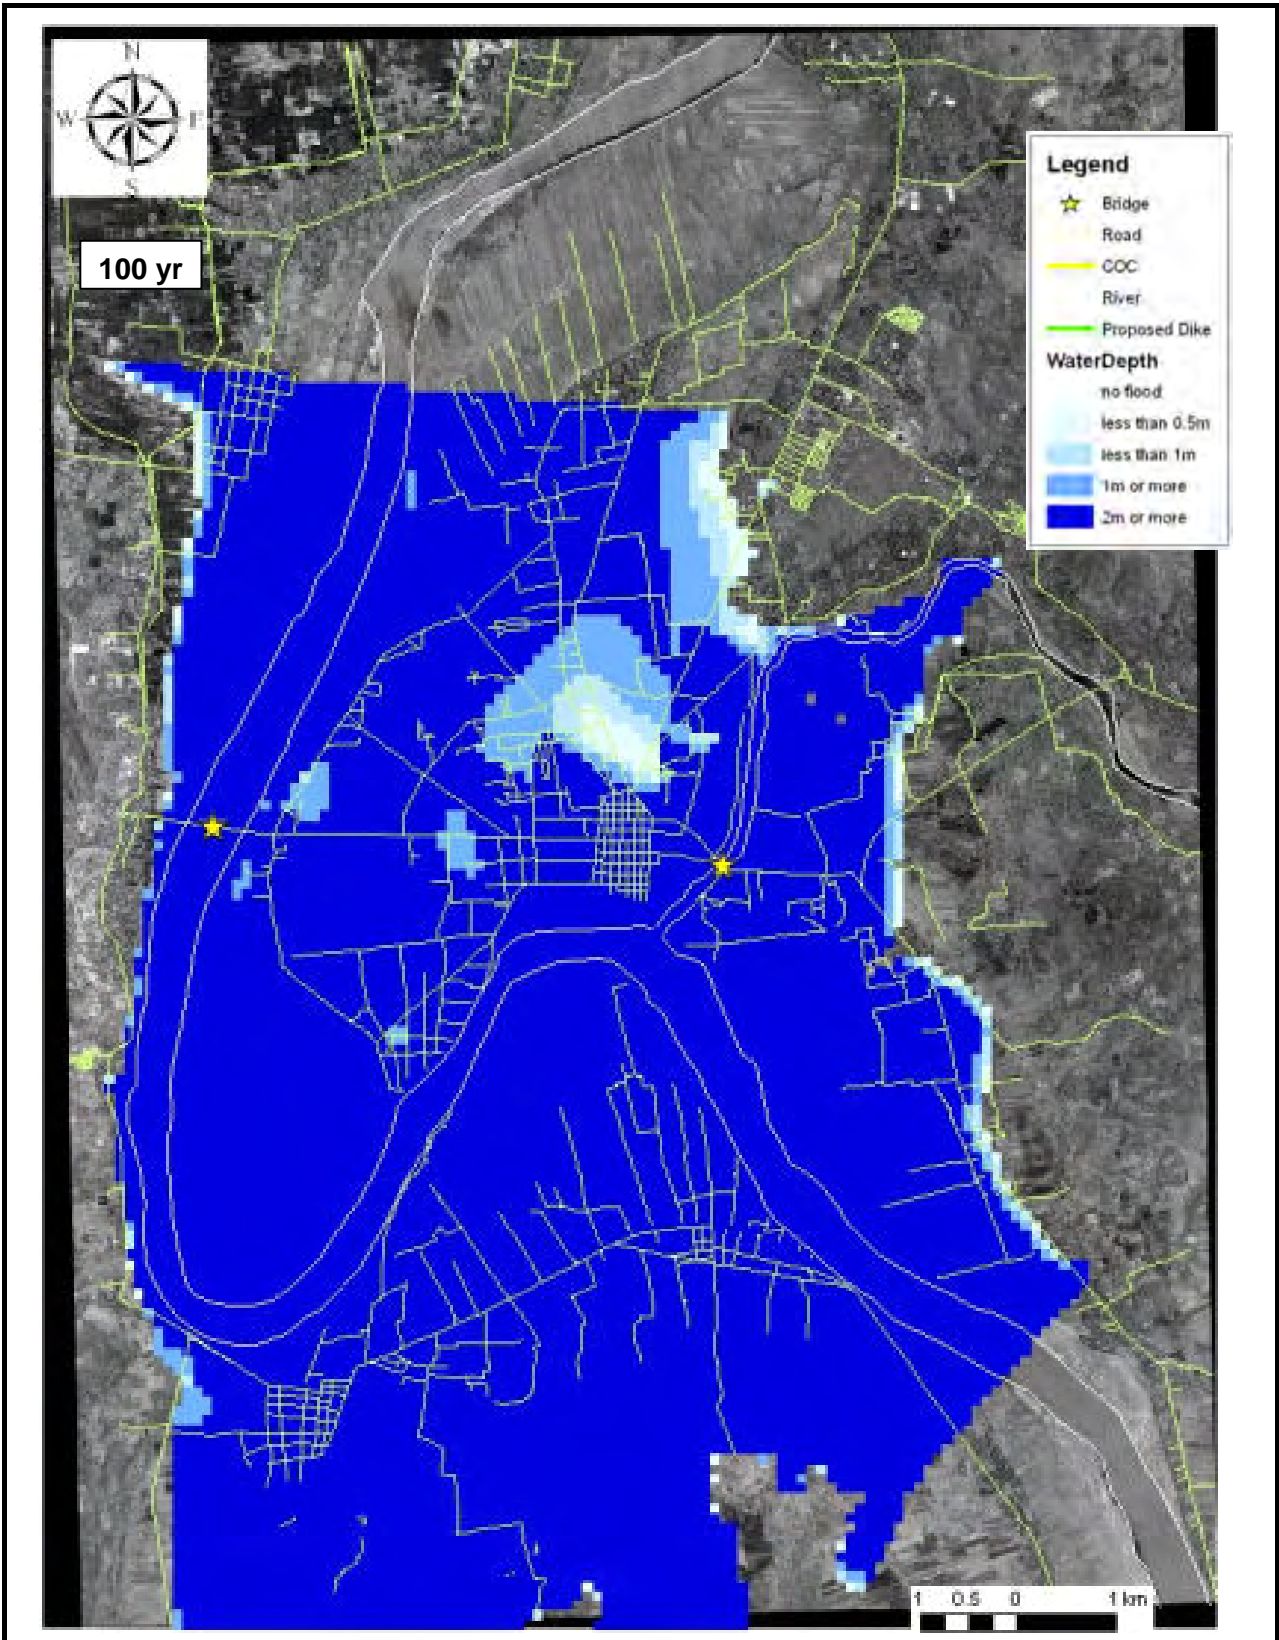 N
W E
S
100 yr
Legend
Bridge
Road
COC
River
Proposed Dike
WaterDepth
no flood
less than 0.5m
less than 1m
1m or more
2m or more
1 0.5 0 1 km